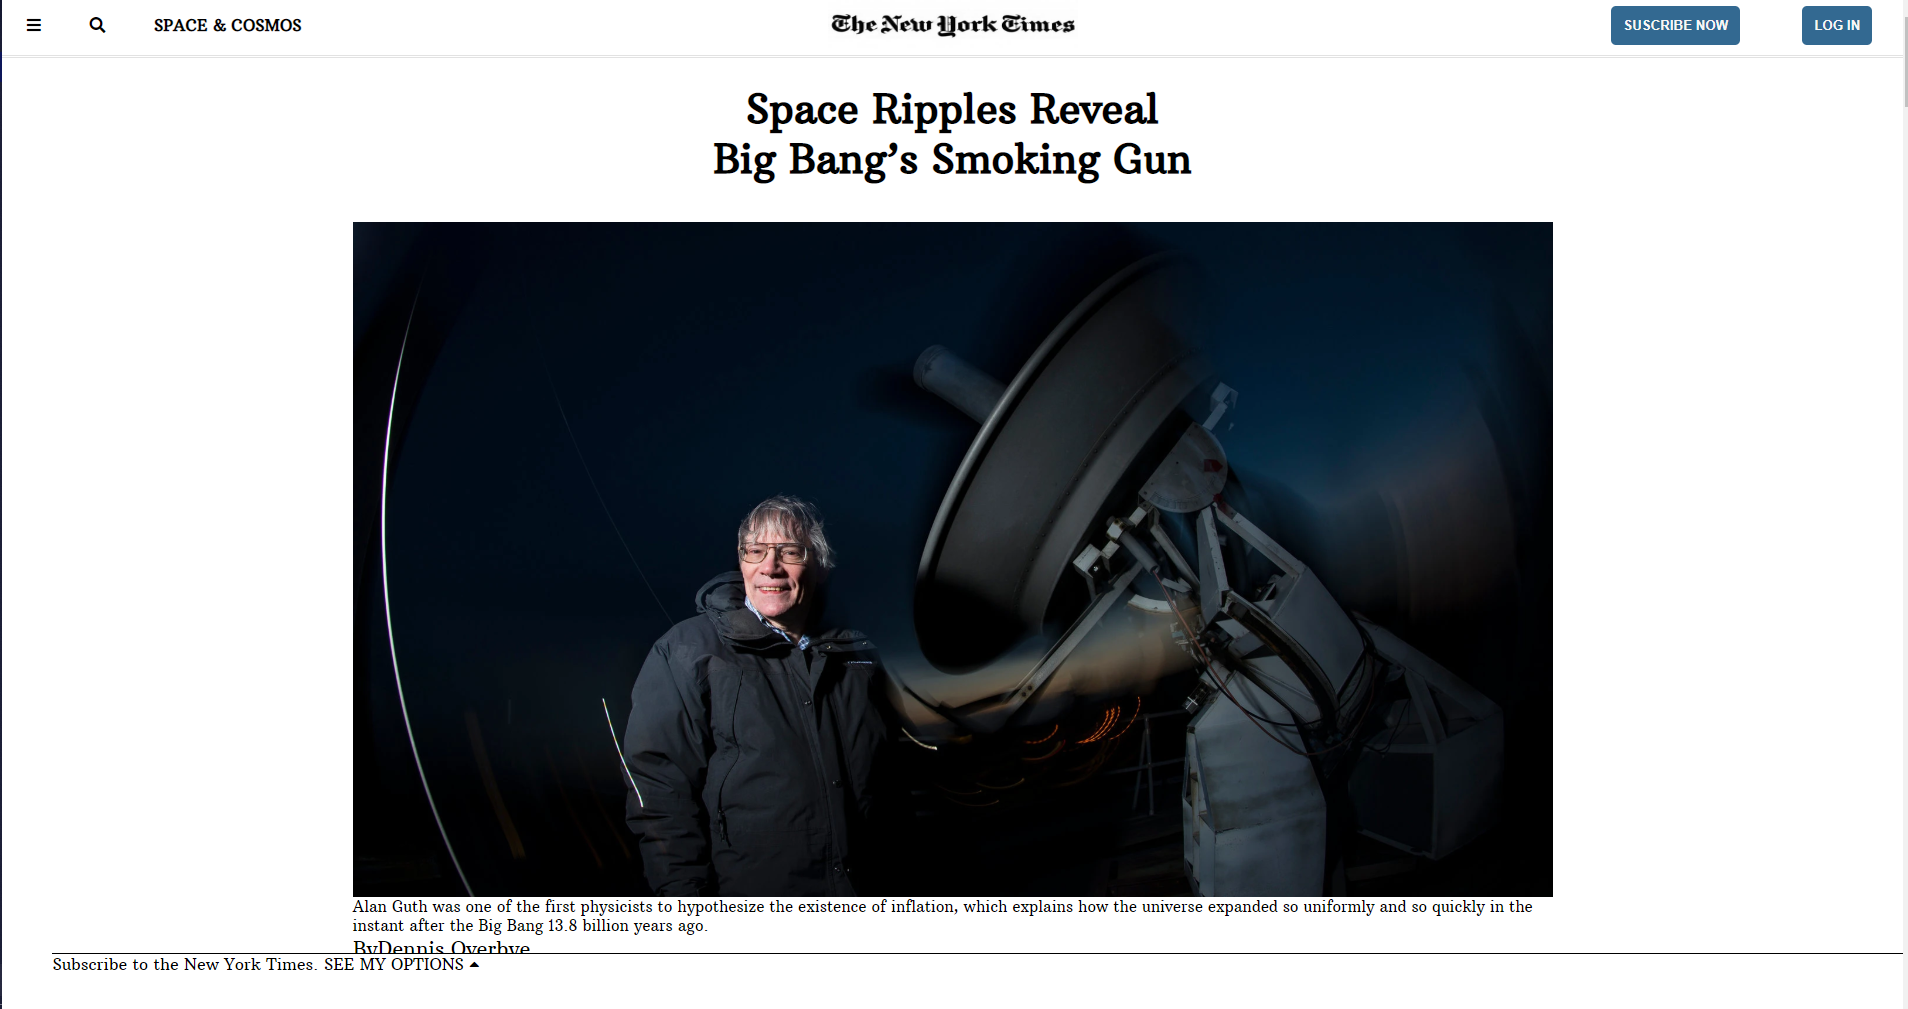 SPACE & COSMOS
The New York Times
SUSCRIBE NOW
LOG IN
Space Ripples Reveal
Big Bang’s Smoking Gun
Alan Guth was one of the first physicists to hypothesize the existence of inflation, which explains how the universe expanded so uniformly and so quickly in the
instant after the Big Bang 13.8 billion years ago.
ByDennis Overbye
Subscribe to the New York Times. SEE MY OPTIONS